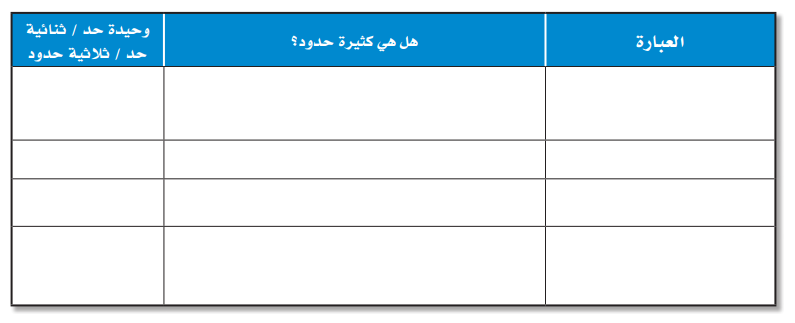 العبارة
هل هي كثيرة حدود؟
وحيدة حد / ثنائية
حد / ثلاثية حدود